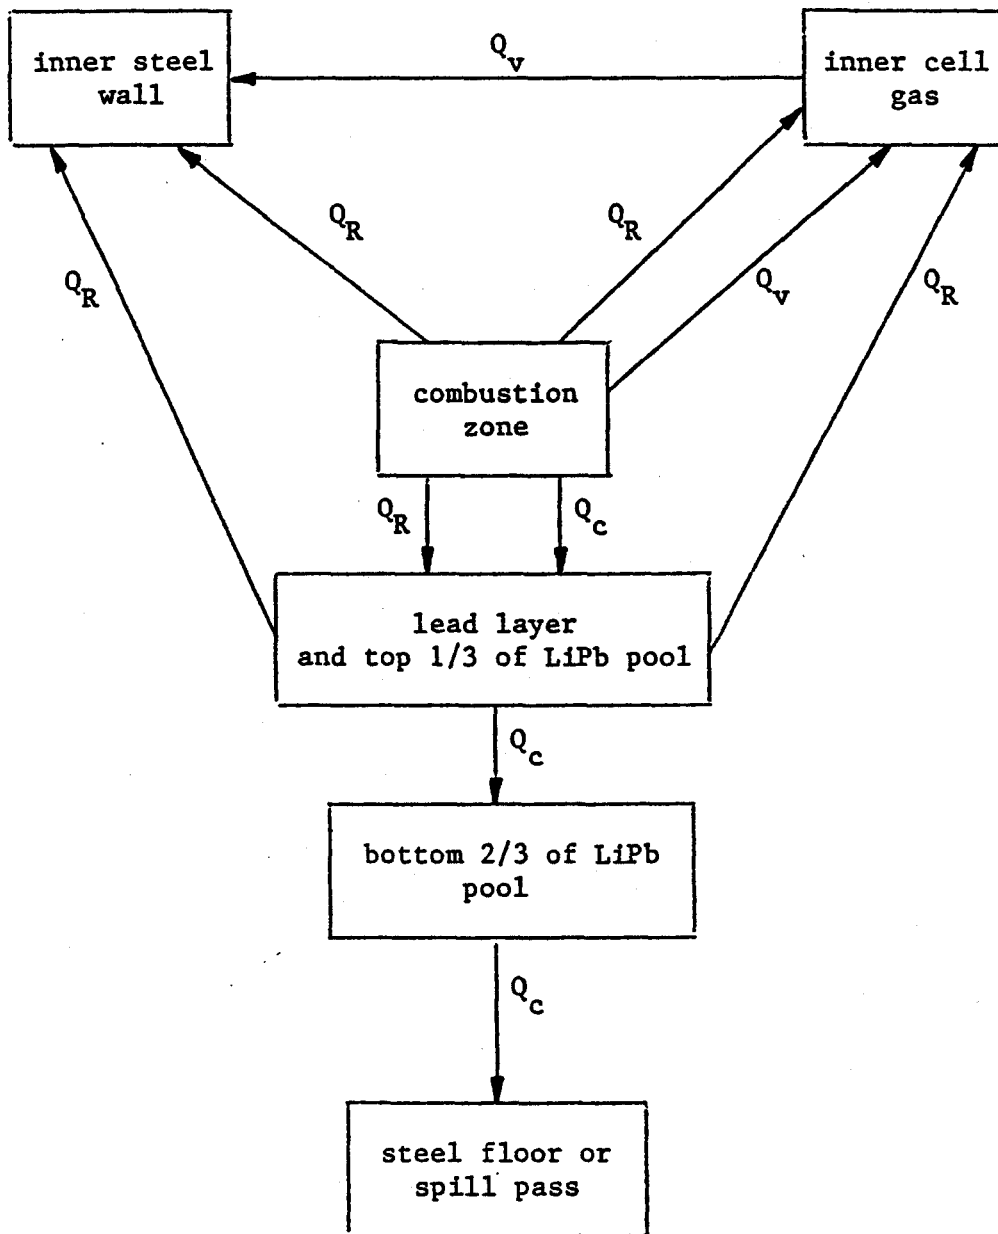 inner steel
wall
Q_v
inner cell
gas
Q_R
Q_R
Q_R
Q_v
Q_R
combustion
zone
Q_R
Q_c
lead layer
and top 1/3 of LiPb pool
Q_c
bottom 2/3 of LiPb
pool
Q_c
steel floor or
spill pass